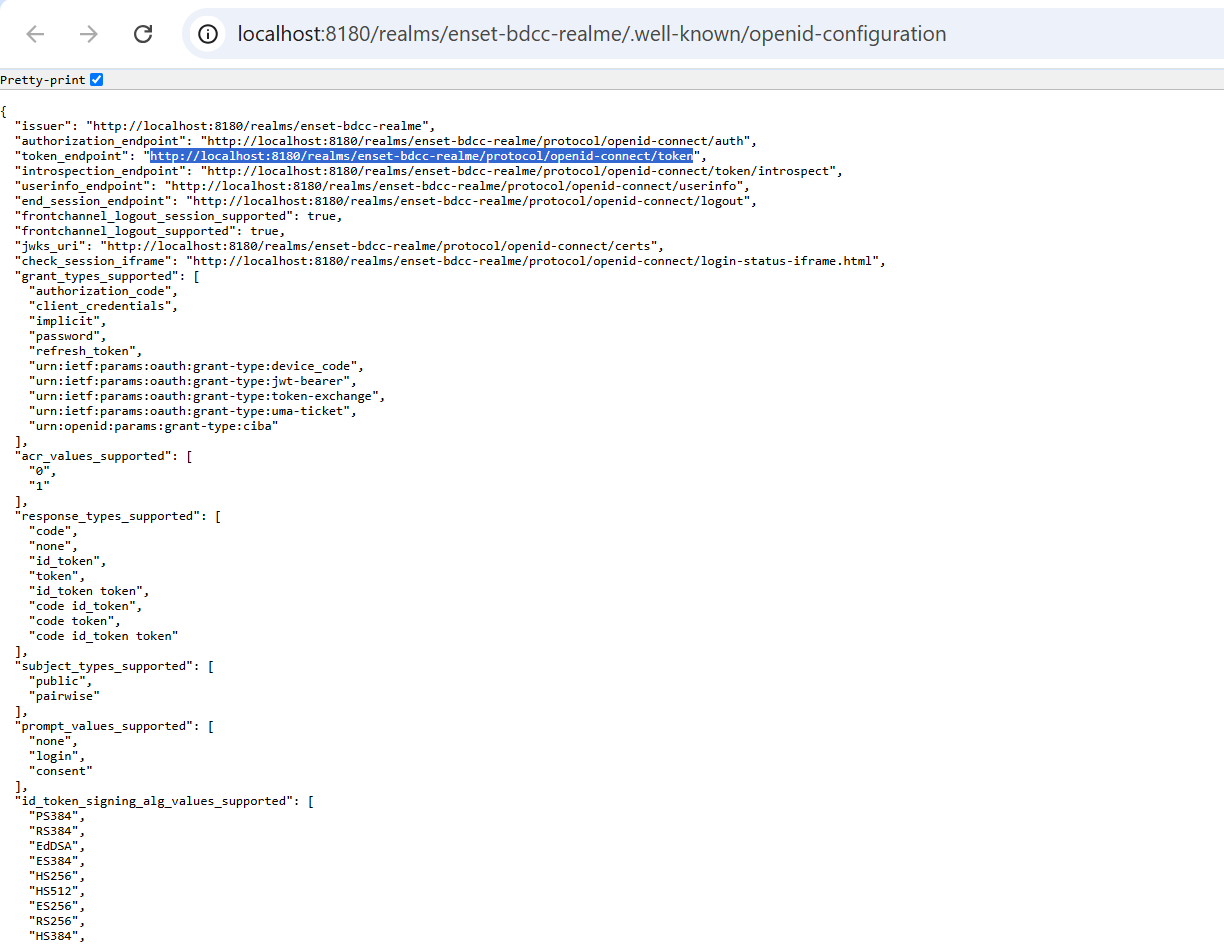 localhost:8180/realms/enset-bdcc-realme/.well-known/openid-configuration
Pretty-print
{
"issuer": "http://localhost:8180/realms/enset-bdcc-realme",
"authorization_endpoint": "http://localhost:8180/realms/enset-bdcc-realme/protocol/openid-connect/auth",
"token_endpoint": "http://localhost:8180/realms/enset-bdcc-realme/protocol/openid-connect/token",
"introspection_endpoint": "http://localhost:8180/realms/enset-bdcc-realme/protocol/openid-connect/token/introspect",
"userinfo_endpoint": "http://localhost:8180/realms/enset-bdcc-realme/protocol/openid-connect/userinfo",
"end_session_endpoint": "http://localhost:8180/realms/enset-bdcc-realme/protocol/openid-connect/logout",
"frontchannel_logout_session_supported": true,
"frontchannel_logout_supported": true,
"jwks_uri": "http://localhost:8180/realms/enset-bdcc-realme/protocol/openid-connect/certs",
"check_session_iframe": "http://localhost:8180/realms/enset-bdcc-realme/protocol/openid-connect/login-status-iframe.html",
"grant_types_supported": [
"authorization_code",
"client_credentials",
"implicit",
"password",
"refresh_token",
"urn:ietf:params:oauth:grant-type:device_code",
"urn:ietf:params:oauth:grant-type:jwt-bearer",
"urn:ietf:params:oauth:grant-type:token-exchange",
"urn:ietf:params:oauth:grant-type:uma-ticket",
"urn:openid:params:grant-type:ciba"
],
"acr_values_supported": [
"0",
"1"
],
"response_types_supported": [
"code",
"none",
"id_token",
"token",
"id_token token",
"code id_token",
"code token",
"code id_token token"
],
"subject_types_supported": [
"public",
"pairwise"
],
"prompt_values_supported": [
"none",
"login",
"consent"
],
"id_token_signing_alg_values_supported": [
"PS384",
"RS384",
"EdDSA",
"ES384",
"HS256",
"HS512",
"ES256",
"RS256",
"HS384",